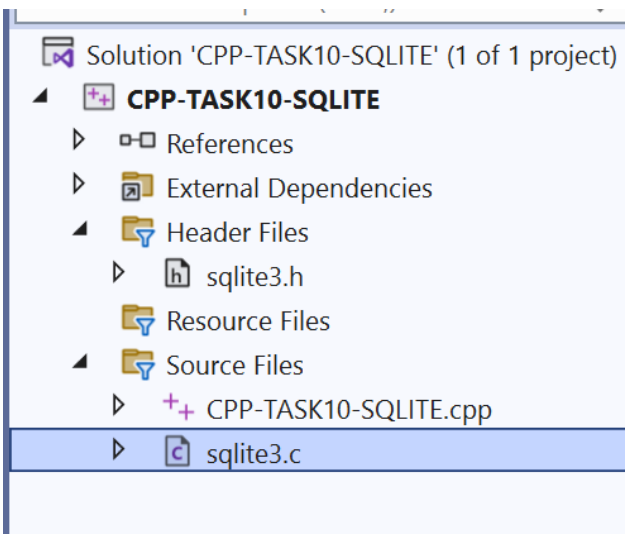 Solution 'CPP-TASK10-SQLITE' (1 of 1 project)
CPP-TASK10-SQLITE
References
External Dependencies
Header Files
sqlite3.h
Resource Files
Source Files
CPP-TASK10-SQLITE.cpp
sqlite3.c